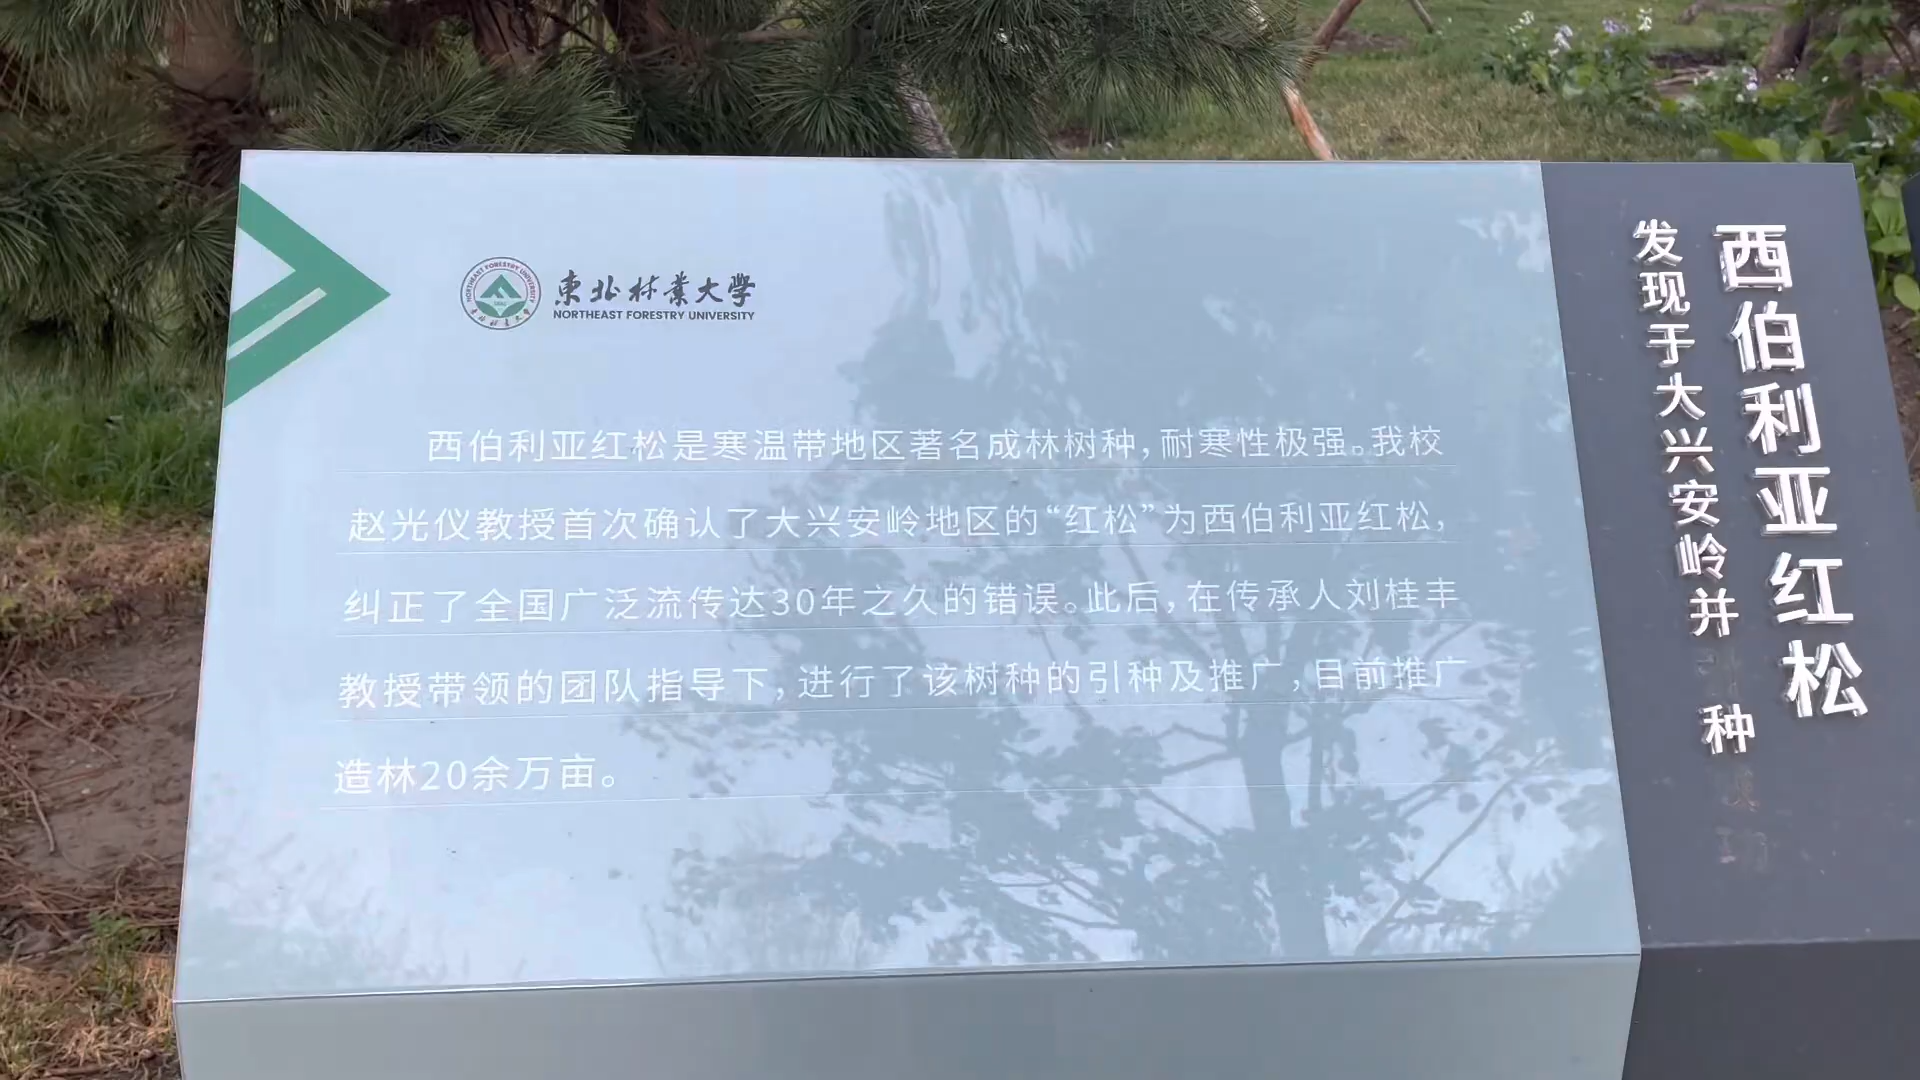 東北林業大學
NORTHEAST FORESTRY UNIVERSITY
西伯利亚红松是寒温带地区著名成林树种，耐寒性极强。我校
赵光仪教授首次确认了大兴安岭地区的“红松”为西伯利亚红松，
纠正了全国广泛流传达30年之久的错误。此后，在传承人刘桂丰
教授带领的团队指导下，进行了该树种的引种及推广，目前推广
造林20余万亩。
西伯利亚红松
发现于大兴安岭并 种